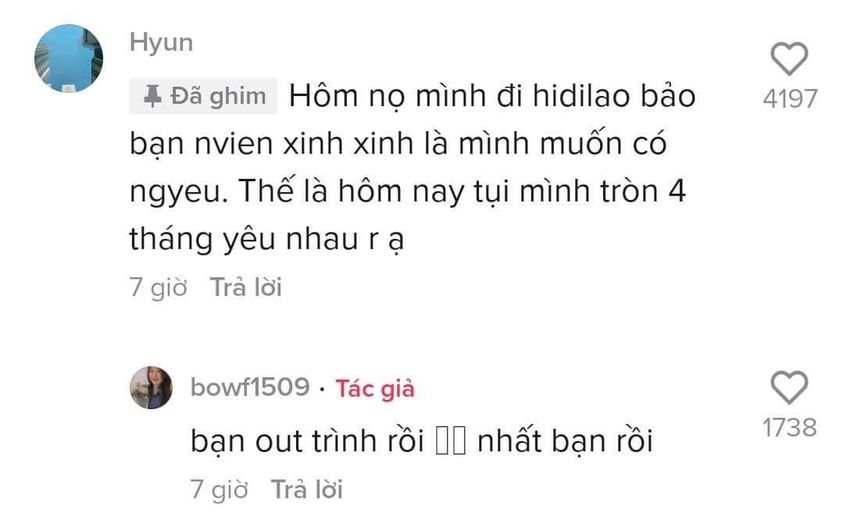 Hyun
Đã ghim Hôm nọ mình đi hidilao bảo
bạn nvien xinh xinh là mình muốn có
ngyeu. Thế là hôm nay tụi mình tròn 4
tháng yêu nhau r ạ
4197
7 giờ Trả lời
bowf1509 · Tác giả
bạn out trình rồi 􏿿􏿿 nhất bạn rồi
1738
7 giờ Trả lời